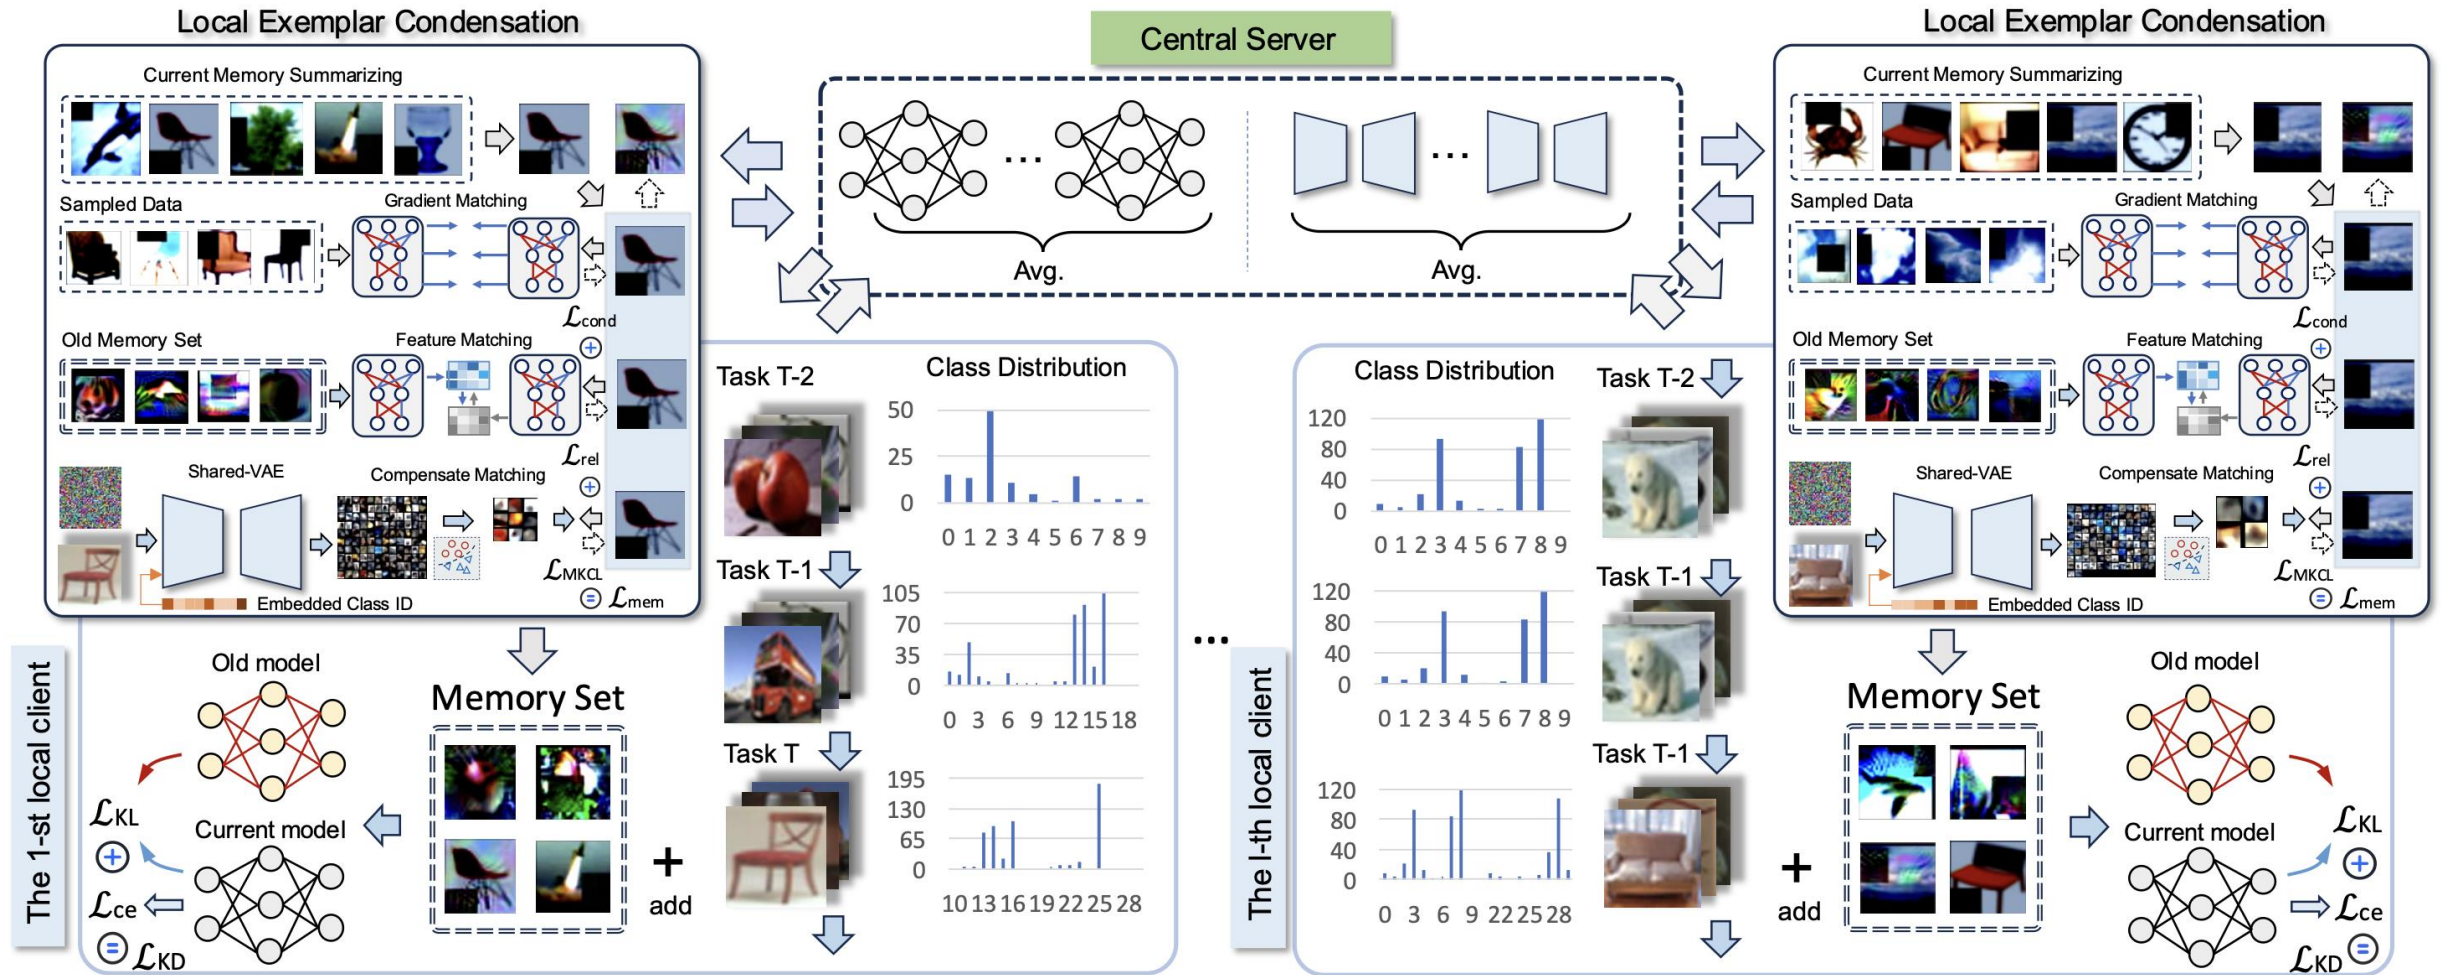 Local Exemplar Condensation
Current Memory Summarizing
Sampled Data
Gradient Matching
ℒcond
Old Memory Set
Feature Matching
ℒrel
Shared-VAE
Compensate Matching
ℒMKCL
Embedded Class ID
ℒmem
Central Server
...
Avg.
...
Avg.
Local Exemplar Condensation
Current Memory Summarizing
Sampled Data
Gradient Matching
ℒcond
Old Memory Set
Feature Matching
ℒrel
Shared-VAE
Compensate Matching
ℒMKCL
Embedded Class ID
ℒmem
The 1-st local client
Old model
ℒKL
Current model
+
ℒce
=
ℒKD
Memory Set
+
add
Task T-2
Class Distribution
50
25
0
0 1 2 3 4 5 6 7 8 9
Task T-1
105
70
35
0
0 3 6 9 12 15 18
Task T
195
130
65
0
10 13 16 19 22 25 28
...
The I-th local client
Class Distribution
Task T-2
120
80
40
0
0 1 2 3 4 5 6 7 8 9
Task T-1
120
80
40
0
0 1 2 3 4 5 6 7 8 9
Task T-1
120
80
40
0
0 3 6 9 22 25 28
+
add
Memory Set
Old model
ℒKL
Current model
+
ℒce
=
ℒKD